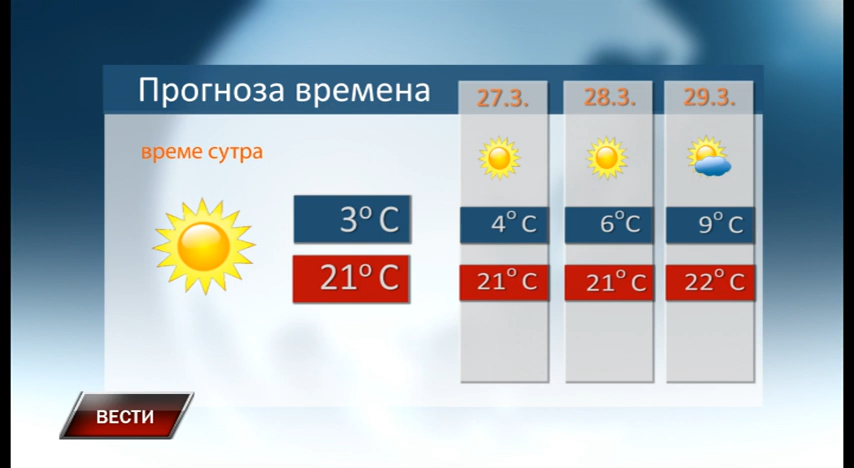 Прогноза времена
време сутра
3° C
21° C
27.3. 28.3. 29.3.
4° C 6°C 9° C
21° C 21° C 22° C
ВЕСТИ